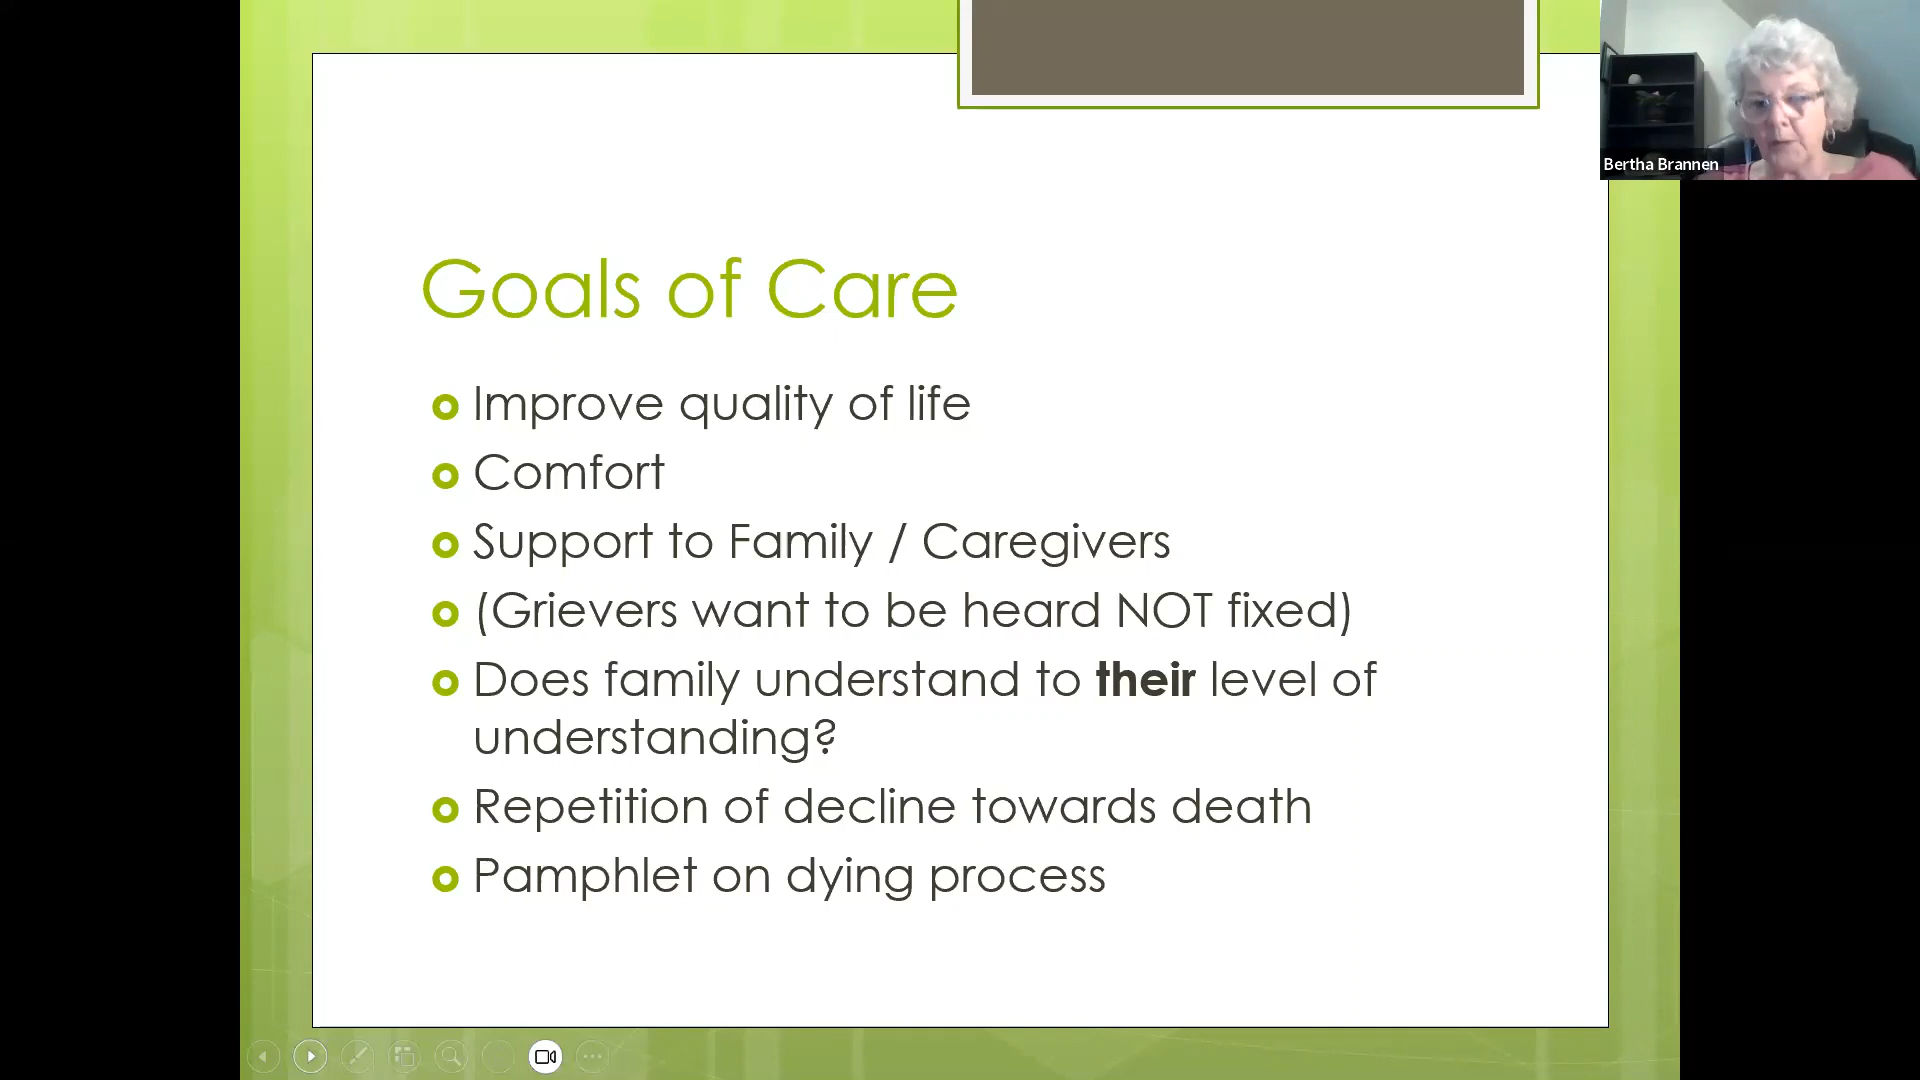 Bertha Brannen
Goals of Care
Improve quality of life
Comfort
Support to Family / Caregivers
(Grievers want to be heard NOT fixed)
Does family understand to their level of
understanding?
Repetition of decline towards death
Pamphlet on dying process